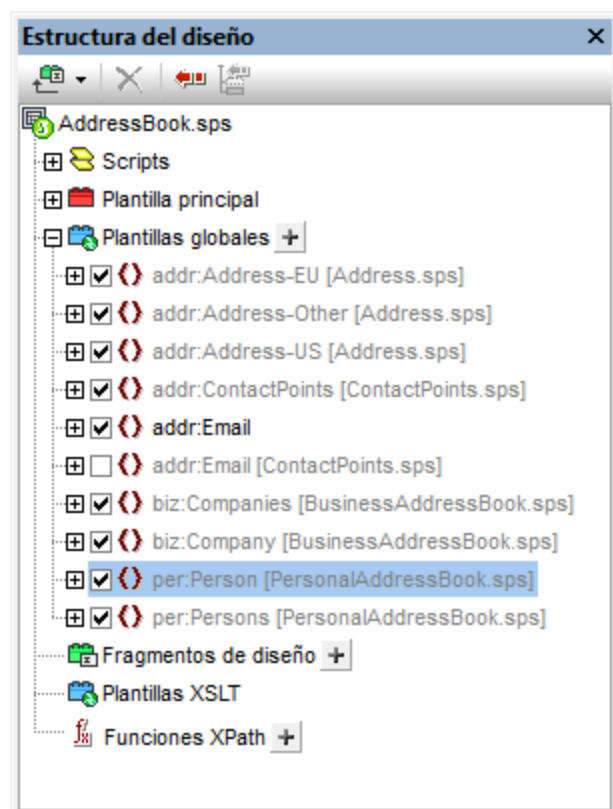 Estructura del diseño
AddressBook.sps
Scripts
Plantilla principal
Plantillas globales
addr:Address-EU [Address.sps]
addr:Address-Other [Address.sps]
addr:Address-US [Address.sps]
addr:ContactPoints [ContactPoints.sps]
addr:Email
addr:Email [ContactPoints.sps]
biz:Companies [BusinessAddressBook.sps]
biz:Company [BusinessAddressBook.sps]
per:Person [PersonalAddressBook.sps]
per:Persons [PersonalAddressBook.sps]
Fragmentos de diseño
Plantillas XSLT
Funciones XPath